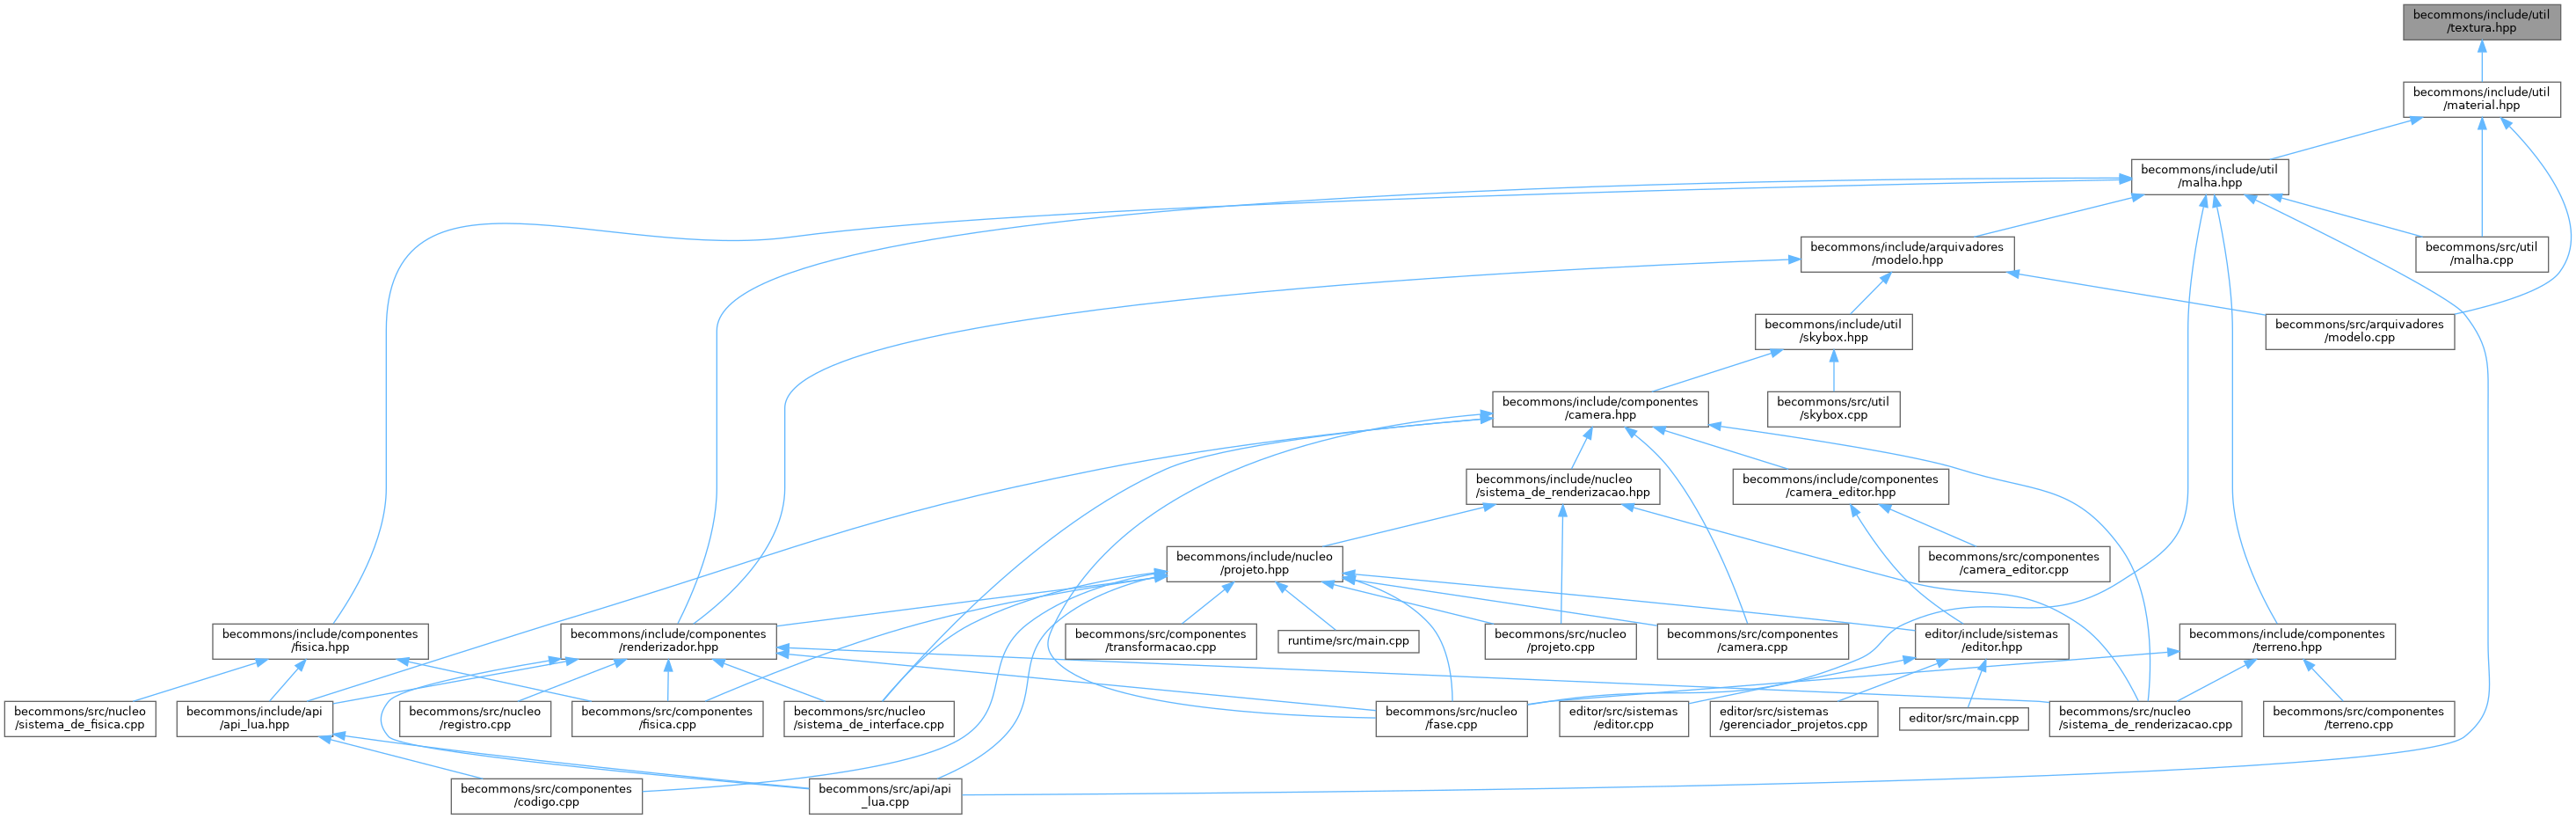 becommons/include/util
/textura.hpp
becommons/include/util
/material.hpp
becommons/include/util
/malha.hpp
becommons/include/arquivadores
/modelo.hpp
becommons/src/util
/malha.cpp
becommons/include/util
/skybox.hpp
becommons/src/arquivadores
/modelo.cpp
becommons/include/componentes
/camera.hpp
becommons/src/util
/skybox.cpp
becommons/include/nucleo
/sistema_de_renderizacao.hpp
becommons/include/componentes
/camera_editor.hpp
becommons/include/nucleo
/projeto.hpp
becommons/src/componentes
/camera_editor.cpp
becommons/include/componentes
/fisica.hpp
becommons/include/componentes
/renderizador.hpp
becommons/src/componentes
/transformacao.cpp
runtime/src/main.cpp
becommons/src/nucleo
/projeto.cpp
becommons/src/componentes
/camera.cpp
editor/include/sistemas
/editor.hpp
becommons/include/componentes
/terreno.hpp
becommons/src/nucleo
/sistema_de_fisica.cpp
becommons/include/api
/api_lua.hpp
becommons/src/nucleo
/registro.cpp
becommons/src/componentes
/fisica.cpp
becommons/src/nucleo
/sistema_de_interface.cpp
becommons/src/nucleo
/fase.cpp
editor/src/sistemas
/editor.cpp
editor/src/sistemas
/gerenciador_projetos.cpp
editor/src/main.cpp
becommons/src/nucleo
/sistema_de_renderizacao.cpp
becommons/src/componentes
/terreno.cpp
becommons/src/componentes
/codigo.cpp
becommons/src/api/api
_lua.cpp